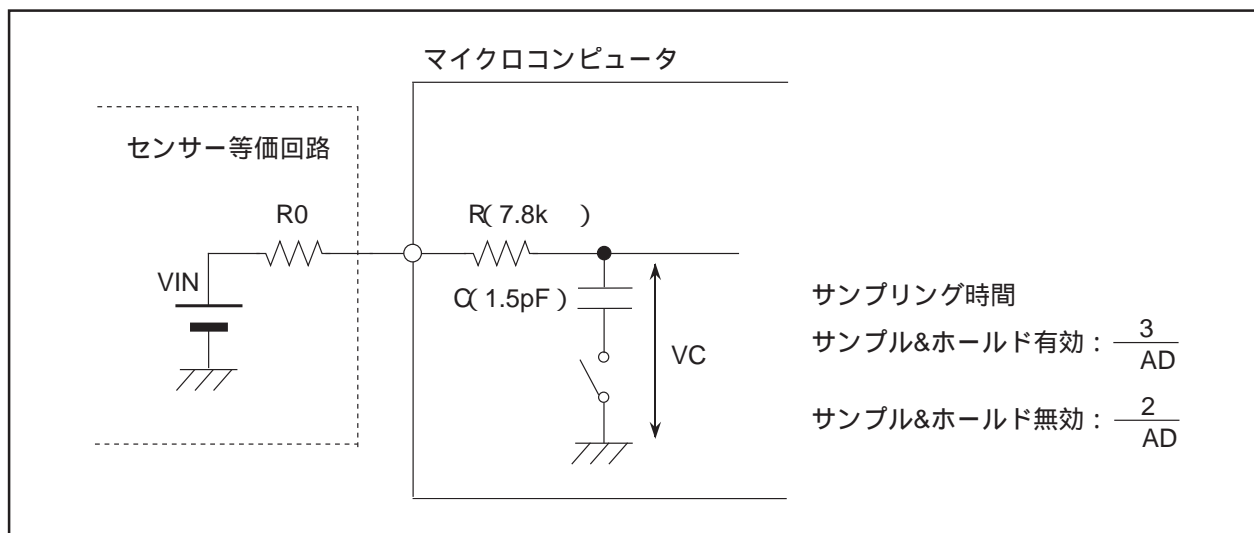 マイクロコンピュータ
センサー等価回路
R0
R( 7.8k )
VIN
C( 1.5pF )
VC
サンプリング時間
サンプル&ホールド有効 : 3
AD
サンプル&ホールド無効 : 2
AD